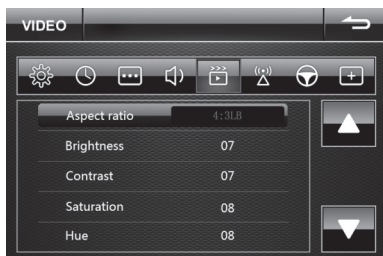 VIDEO
Aspect ratio 4:3LB
Brightness 07
Contrast 07
Saturation 08
Hue 08